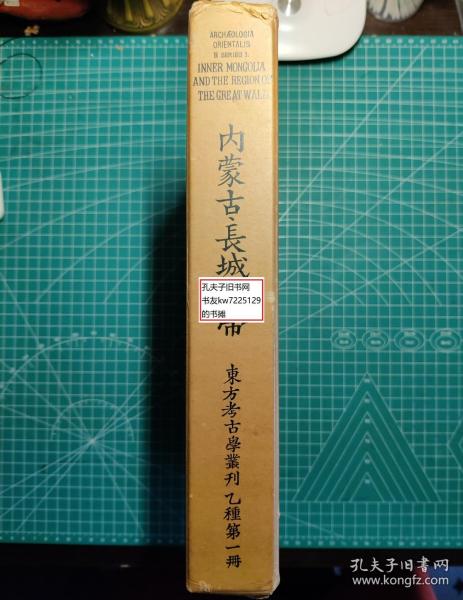 ARCHÆOLOGIA
ORIENTALIS
B SERIES 1.
INNER MONGOLIA
AND THE REGION OF
THE GREAT WALL
内蒙古、長城
帶
孔夫子旧书网
书友kw7225129
的书摊
東方考古學叢刊 乙種第一冊
孔夫子旧书网
www.kongfz.com